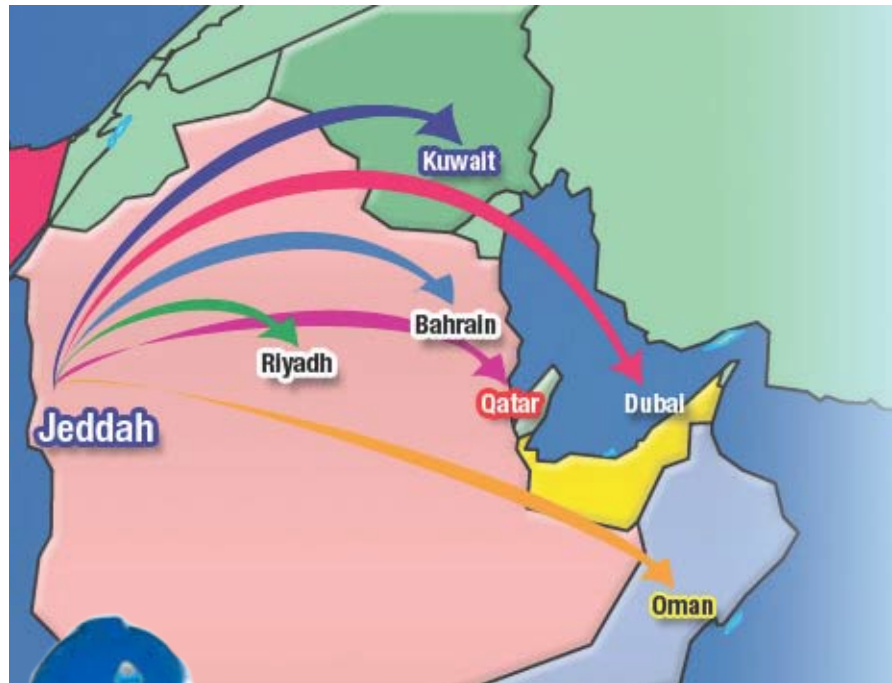 Kuwait
Bahrain
Riyadh
Qatar
Dubai
Jeddah
Oman